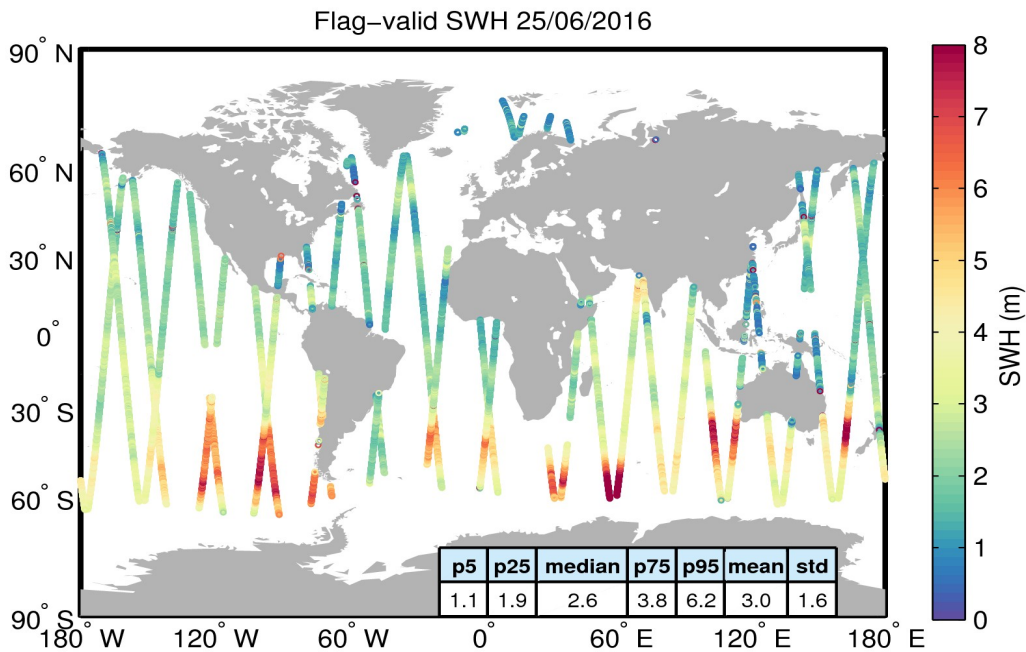 Flag−valid SWH 25/06/2016
90° N
60° N
30° N
0°
30° S
60° S
90° S
180° W
120° W
60° W
0°
60° E
120° E
180° E
p5 p25 median p75 p95 mean std
1.1 1.9 2.6 3.8 6.2 3.0 1.6
8
7
6
5
4
3
2
1
0
SWH (m)